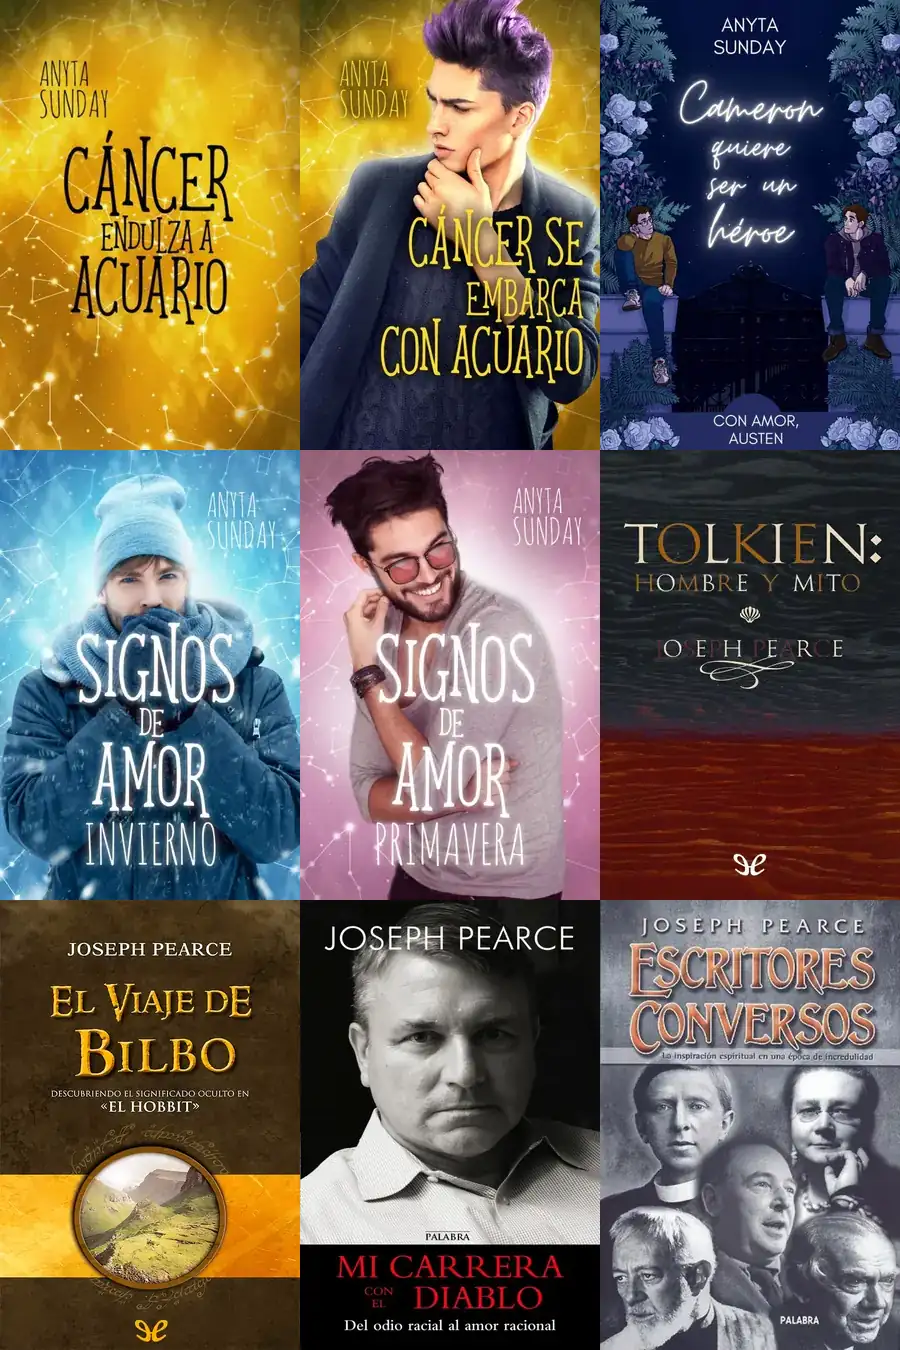 ANYTA
SUNDAY
CÁNCER
ENDULZA A
ACUARIO
ANYTA
SUNDAY
CÁNCER SE
EMBARCA
CON ACUARIO
ANYTA
SUNDAY
Cameron
quiere
ser un
héroe
CON AMOR,
AUSTEN
ANYTA
SUNDAY
SIGNOS
DE
AMOR
INVIERNO
ANYTA
SUNDAY
SIGNOS
DE
AMOR
PRIMAVERA
TOLKIEN:
HOMBRE Y MITO
JOSEPH PEARCE
JOSEPH PEARCE
EL VIAJE DE
BILBO
DESCUBRIENDO EL SIGNIFICADO OCULTO EN
«EL HOBBIT»
JOSEPH PEARCE
PALABRA
MI CARRERA
CON EL DIABLO
Del odio racial al amor racional
JOSEPH PEARCE
ESCRITORES
CONVERSOS
La inspiración espiritual en una época de incredulidad
PALABRA